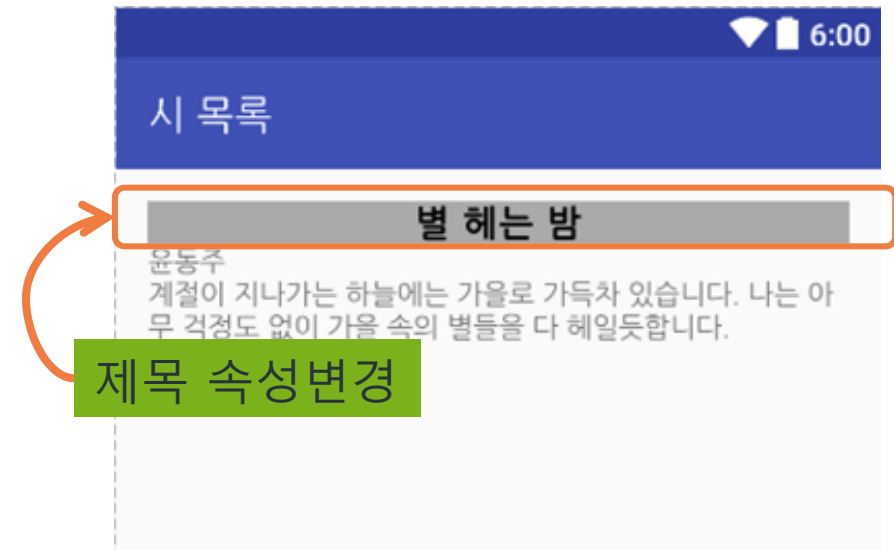 6:00
시 목록
별 헤는 밤
윤동주
계절이 지나가는 하늘에는 가을로 가득차 있습니다. 나는 아
무 걱정도 없이 가을 속의 별들을 다 헤일듯합니다.
제목 속성변경